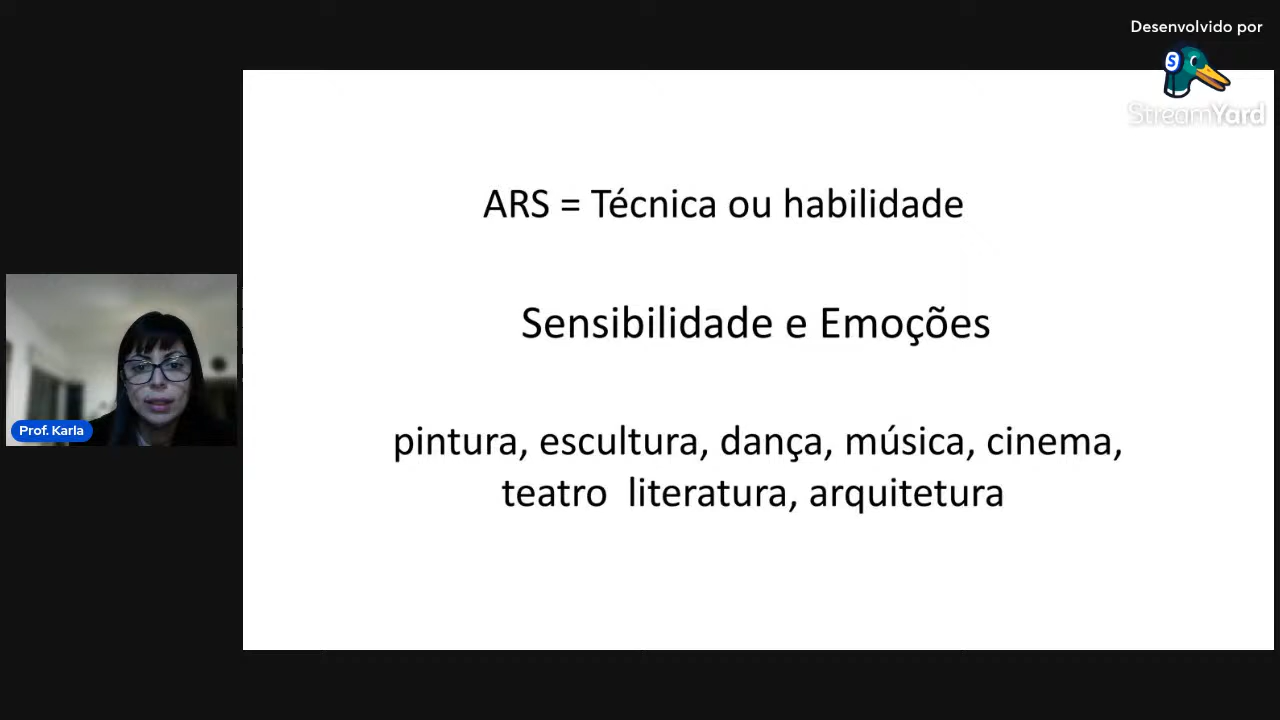 Desenvolvido por
StreamYard
ARS = Técnica ou habilidade
Sensibilidade e Emoções
pintura, escultura, dança, música, cinema,
teatro  literatura, arquitetura
Prof. Karla